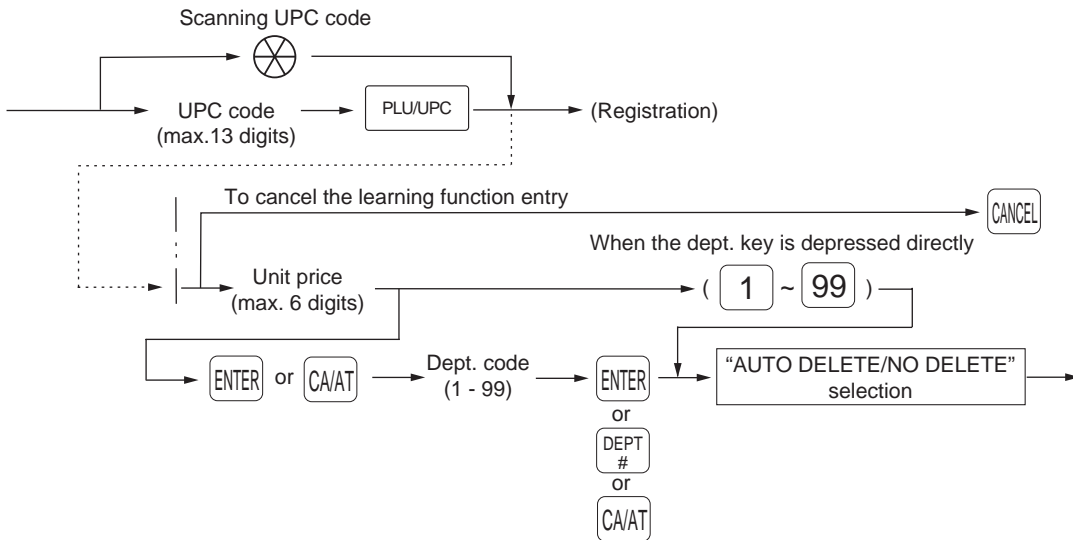 Scanning UPC code
UPC code
(max.13 digits)
PLU/UPC
(Registration)
To cancel the learning function entry
CANCEL
When the dept. key is depressed directly
Unit price
(max. 6 digits)
( 1 ~ 99 )
ENTER or CA/AT
Dept. code
(1 - 99)
ENTER
or
DEPT
#
or
CA/AT
“AUTO DELETE/NO DELETE”
selection